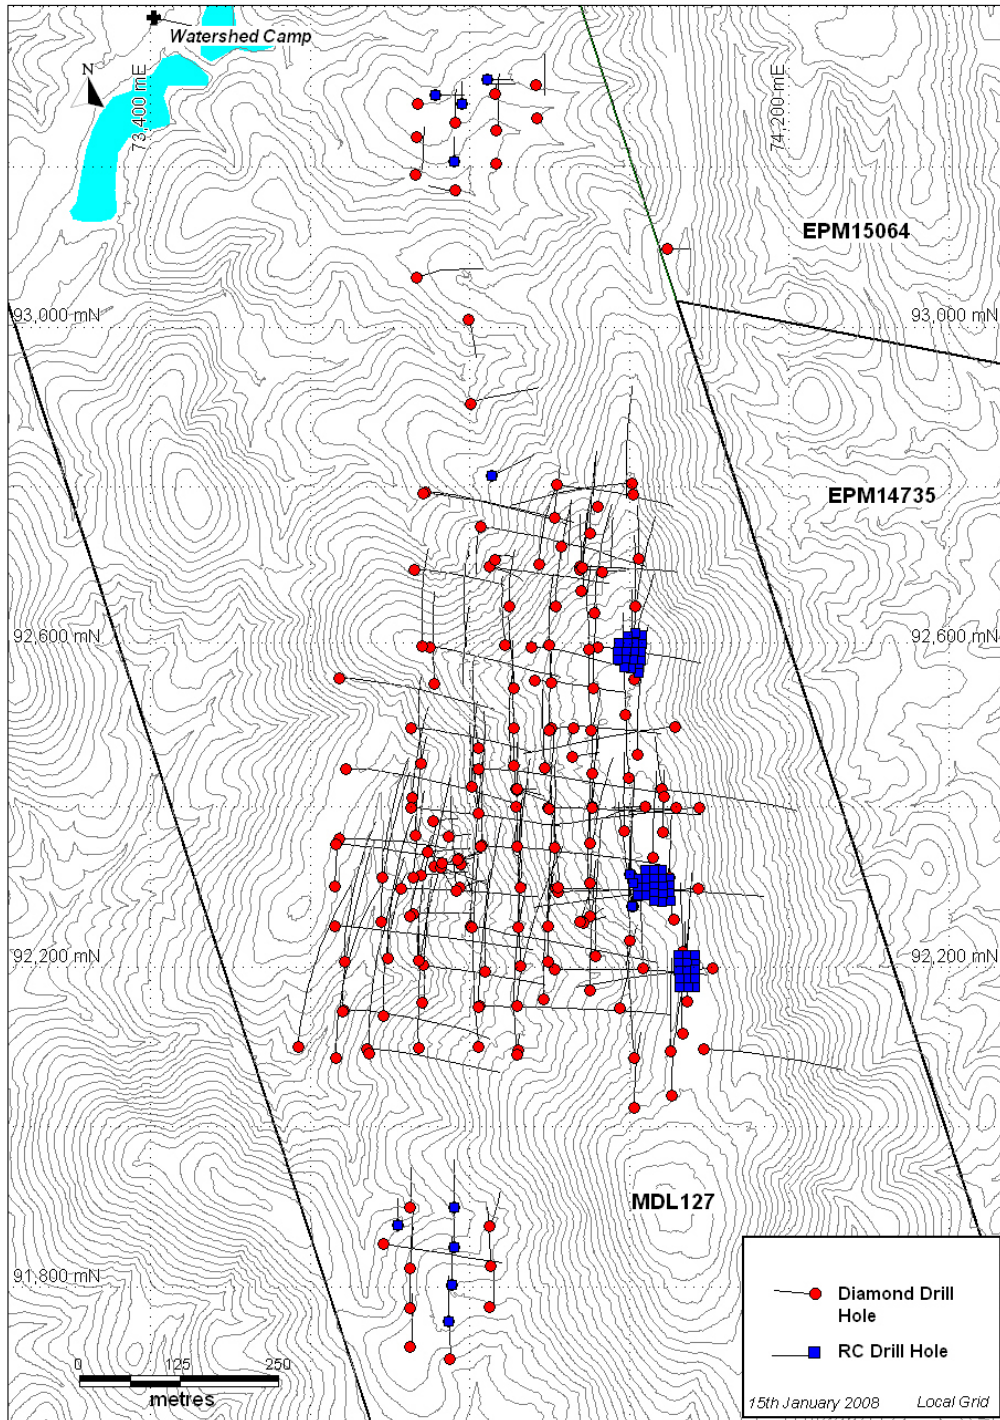 Watershed Camp
N
73,400 mE
74,200 mE
EPM15064
93,000 mN
93,000 mN
EPM14735
92,600 mN
92,600 mN
92,200 mN
92,200 mN
MDL127
91,800 mN
Diamond Drill
Hole
RC Drill Hole
0 125 250
metres
15th January 2008 Local Grid